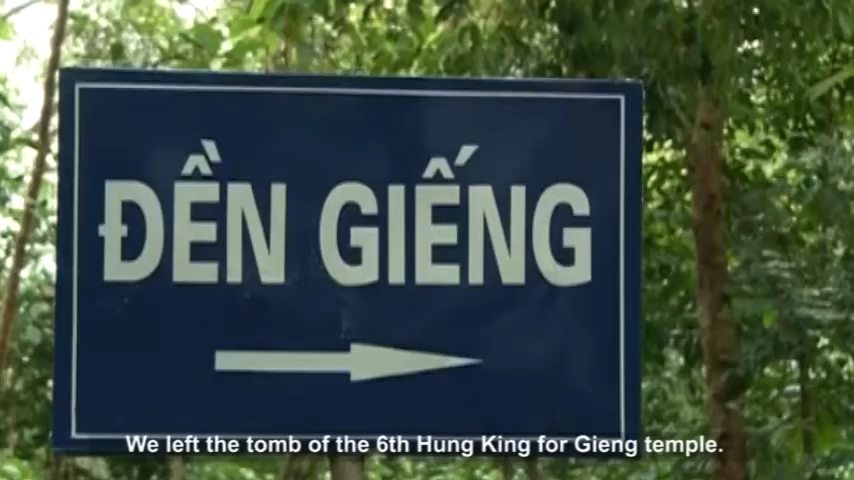 ĐỀN GIẾNG
We left the tomb of the 6th Hung King for Gieng temple.